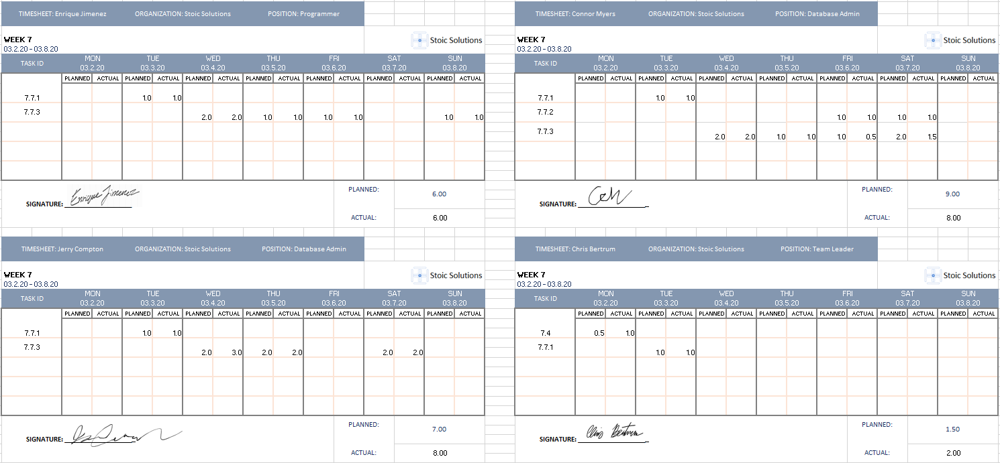 TIMESHEET: Enrique Jimenez ORGANIZATION: Stoic Solutions POSITION: Programmer
WEEK 7 Stoic Solutions
03.2.20 - 03.8.20
TASK ID MON TUE WED THU FRI SAT SUN
03.2.20 03.3.20 03.4.20 03.5.20 03.6.20 03.7.20 03.8.20
PLANNED ACTUAL PLANNED ACTUAL PLANNED ACTUAL PLANNED ACTUAL PLANNED ACTUAL PLANNED ACTUAL PLANNED ACTUAL
7.7.1 1.0 1.0
7.7.3 2.0 2.0 1.0 1.0 1.0 1.0 1.0 1.0
PLANNED: 6.00
SIGNATURE: Enrique Jimenez
ACTUAL: 6.00
TIMESHEET: Connor Myers ORGANIZATION: Stoic Solutions POSITION: Database Admin
WEEK 7 Stoic Solutions
03.2.20 - 03.8.20
TASK ID MON TUE WED THU FRI SAT SUN
03.2.20 03.3.20 03.4.20 03.5.20 03.6.20 03.7.20 03.8.20
PLANNED ACTUAL PLANNED ACTUAL PLANNED ACTUAL PLANNED ACTUAL PLANNED ACTUAL PLANNED ACTUAL PLANNED ACTUAL
7.7.1 1.0 1.0
7.7.2 1.0 1.0 1.0 1.0
7.7.3 2.0 2.0 1.0 1.0 1.0 0.5 2.0 1.5
PLANNED: 9.00
SIGNATURE:
ACTUAL: 8.00
TIMESHEET: Jerry Compton ORGANIZATION: Stoic Solutions POSITION: Database Admin
WEEK 7 Stoic Solutions
03.2.20 - 03.8.20
TASK ID MON TUE WED THU FRI SAT SUN
03.2.20 03.3.20 03.4.20 03.5.20 03.6.20 03.7.20 03.8.20
PLANNED ACTUAL PLANNED ACTUAL PLANNED ACTUAL PLANNED ACTUAL PLANNED ACTUAL PLANNED ACTUAL PLANNED ACTUAL
7.7.1 1.0 1.0
7.7.3 2.0 3.0 2.0 2.0 2.0 2.0
PLANNED: 7.00
SIGNATURE:
ACTUAL: 8.00
TIMESHEET: Chris Bertrum ORGANIZATION: Stoic Solutions POSITION: Team Leader
WEEK 7 Stoic Solutions
03.2.20 - 03.8.20
TASK ID MON TUE WED THU FRI SAT SUN
03.2.20 03.3.20 03.4.20 03.5.20 03.6.20 03.7.20 03.8.20
PLANNED ACTUAL PLANNED ACTUAL PLANNED ACTUAL PLANNED ACTUAL PLANNED ACTUAL PLANNED ACTUAL PLANNED ACTUAL
7.4 0.5 1.0
7.7.1 1.0 1.0
PLANNED: 1.50
SIGNATURE: Chris Bertrum
ACTUAL: 2.00